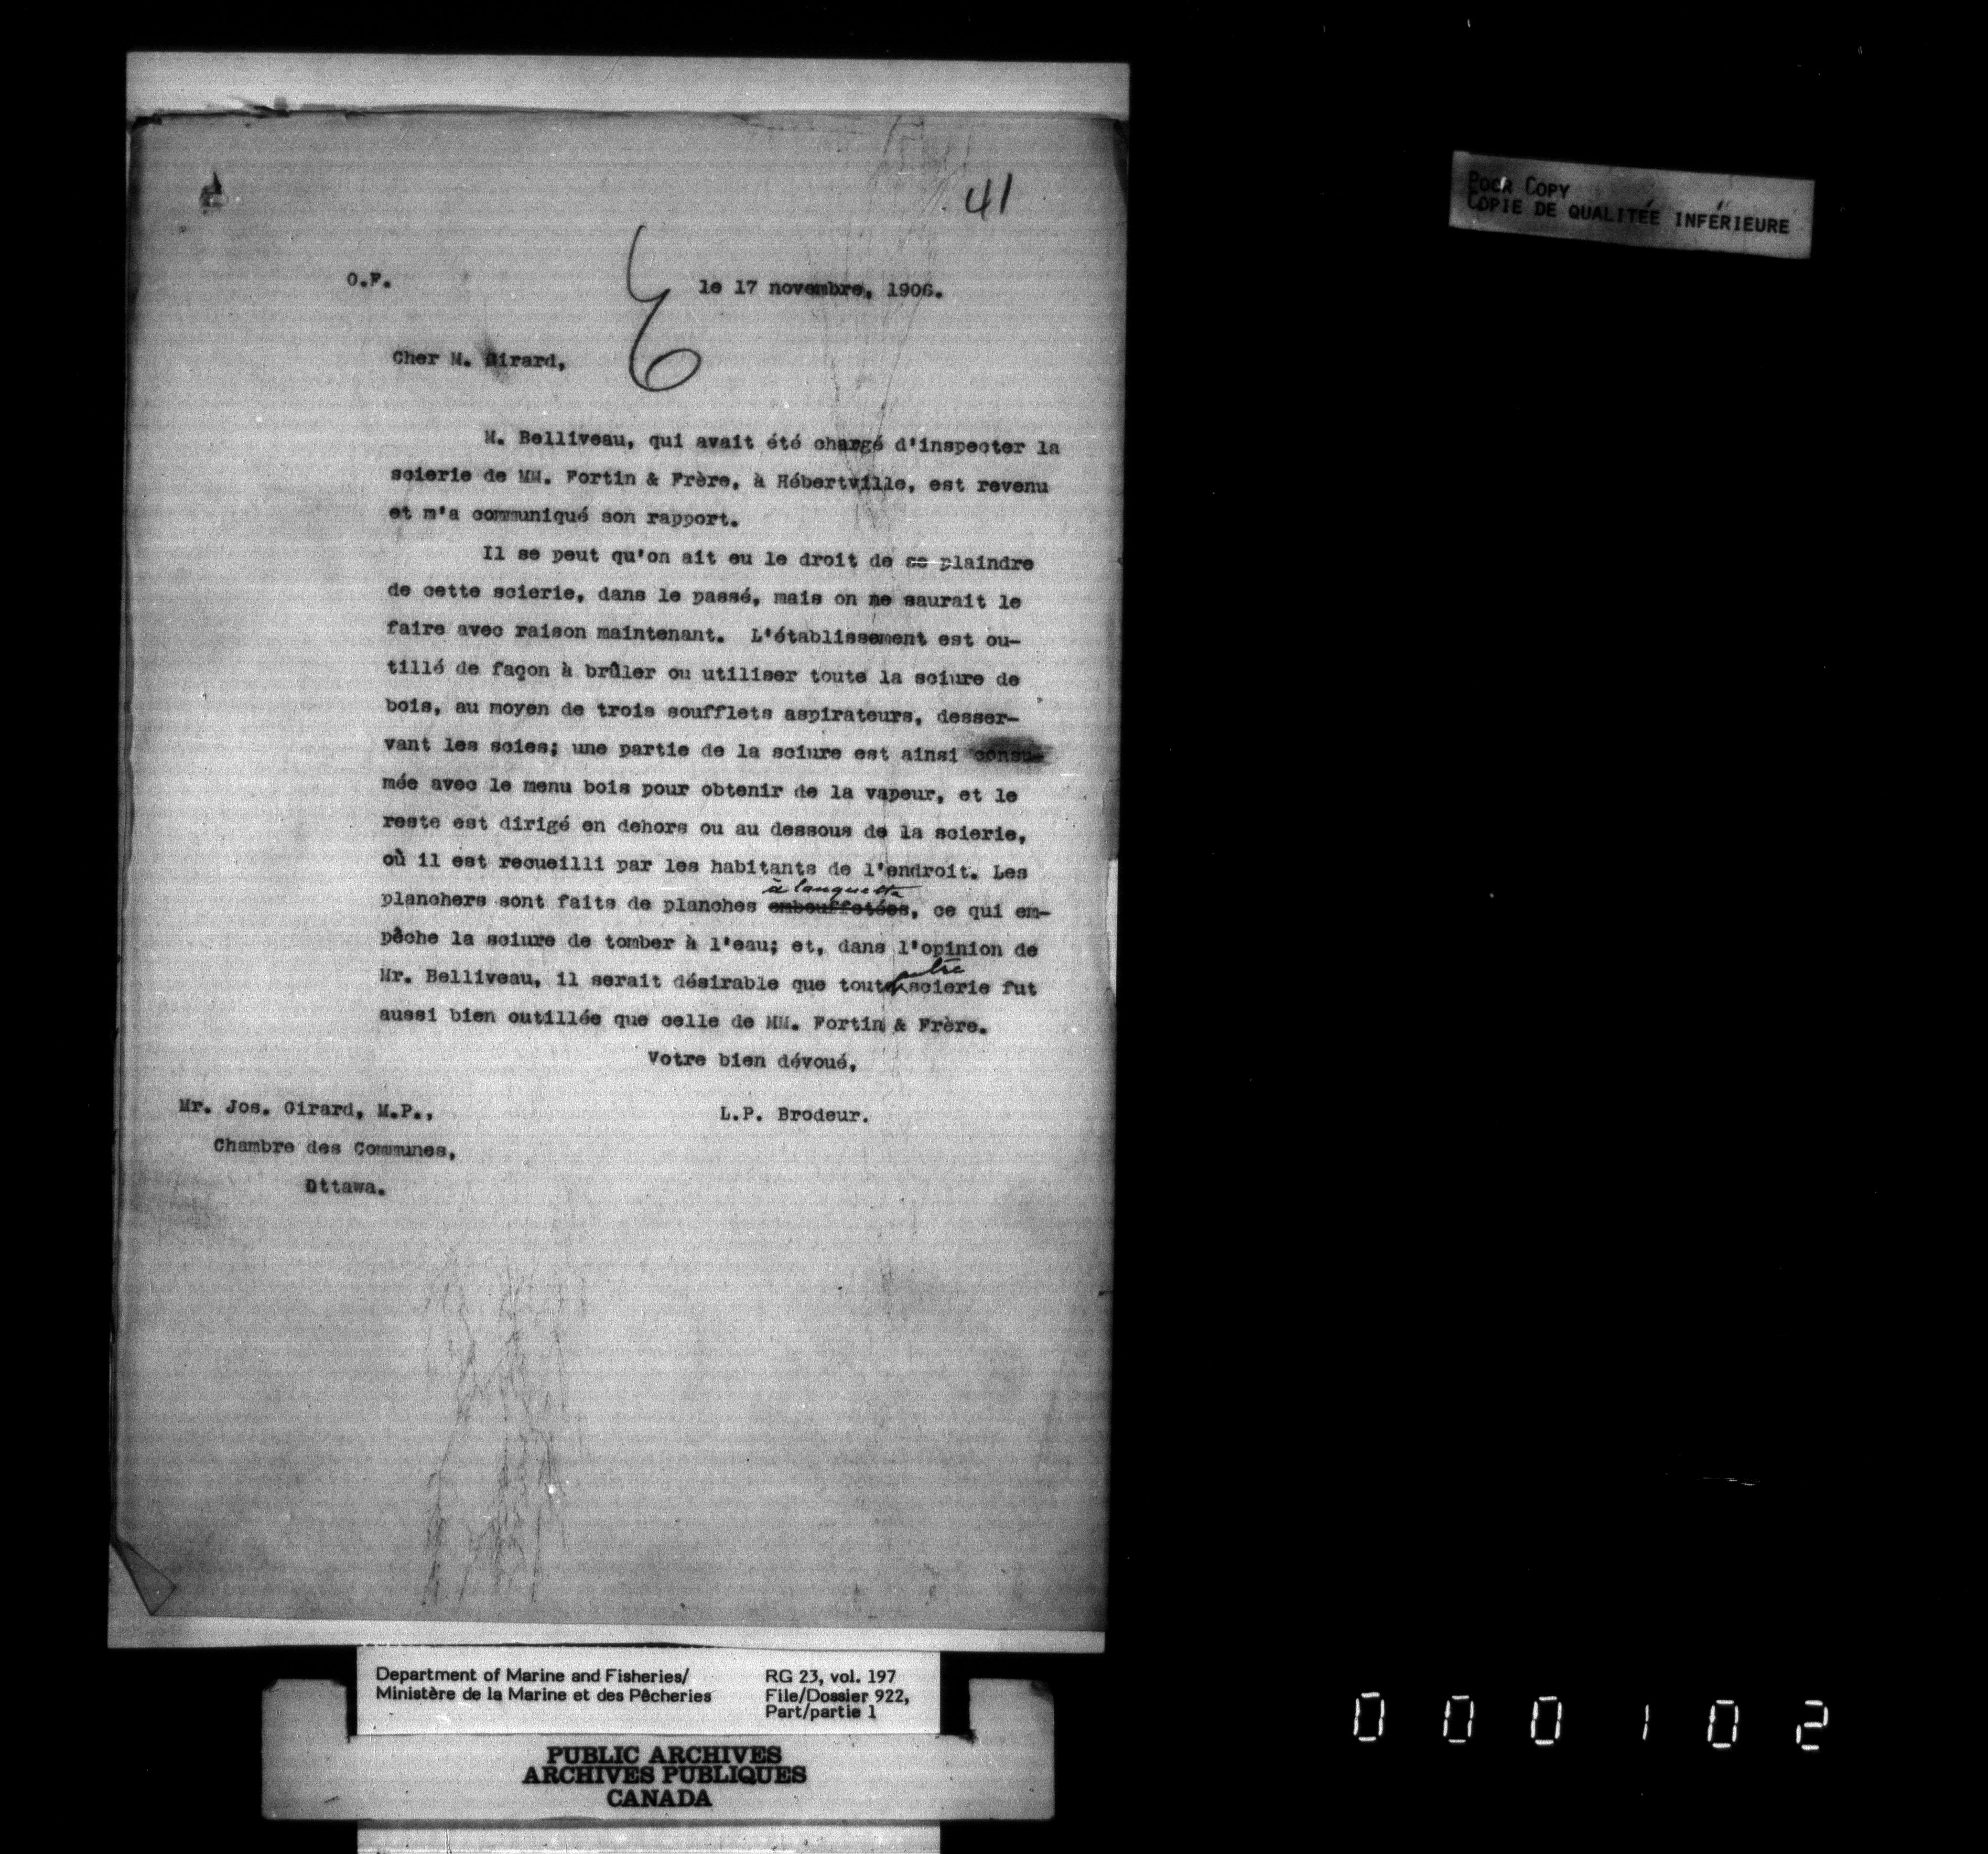 41
O.F.
le 17 novembre, 1906.
Cher M. Girard,
M. Belliveau, qui avait été chargé d'inspecter la
scierie de MM. Fortin & Frère, à Hébertville, est revenu
et m'a communiqué son rapport.
Il se peut qu'on ait eu le droit de se plaindre
de cette scierie, dans le passé, mais on ne saurait le
faire avec raison maintenant. L'établissement est ou-
tillé de façon à brûler ou utiliser toute la sciure de
bois, au moyen de trois soufflets aspirateurs, desser-
vant les scies; une partie de la sciure est ainsi consu-
mée avec le menu bois pour obtenir de la vapeur, et le
reste est dirigé en dehors ou au dessous de la scierie,
où il est recueilli par les habitants de l'endroit. Les
à languette
planchers sont faits de planches embouffetées, ce qui em-
pêche la sciure de tomber à l'eau; et, dans l'opinion de
autre
Mr. Belliveau, il serait désirable que toute scierie fut
aussi bien outillée que celle de MM. Fortin & Frère.
Votre bien dévoué,
L.P. Brodeur.
Mr. Jos. Girard, M.P.,
Chambre des Communes,
Ottawa.
POOR COPY
COPIE DE QUALITÉE INFÉRIEURE
Department of Marine and Fisheries/
Ministère de la Marine et des Pêcheries
RG 23, vol. 197
File/Dossier 922,
Part/partie 1
PUBLIC ARCHIVES
ARCHIVES PUBLIQUES
CANADA
000102